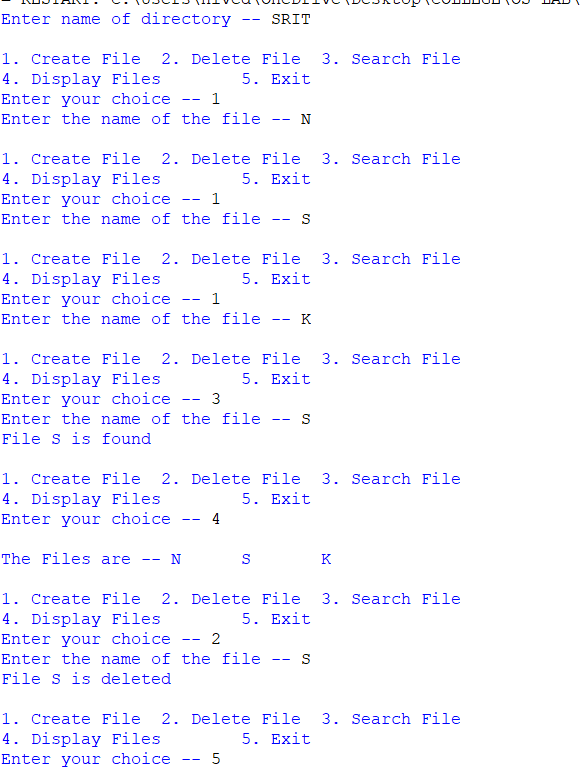 Enter name of directory -- SRIT
1. Create File  2. Delete File  3. Search File
4. Display Files        5. Exit
Enter your choice -- 1
Enter the name of the file -- N
1. Create File  2. Delete File  3. Search File
4. Display Files        5. Exit
Enter your choice -- 1
Enter the name of the file -- S
1. Create File  2. Delete File  3. Search File
4. Display Files        5. Exit
Enter your choice -- 1
Enter the name of the file -- K
1. Create File  2. Delete File  3. Search File
4. Display Files        5. Exit
Enter your choice -- 3
Enter the name of the file -- S
File S is found
1. Create File  2. Delete File  3. Search File
4. Display Files        5. Exit
Enter your choice -- 4
The Files are -- N      S       K
1. Create File  2. Delete File  3. Search File
4. Display Files        5. Exit
Enter your choice -- 2
Enter the name of the file -- S
File S is deleted
1. Create File  2. Delete File  3. Search File
4. Display Files        5. Exit
Enter your choice -- 5